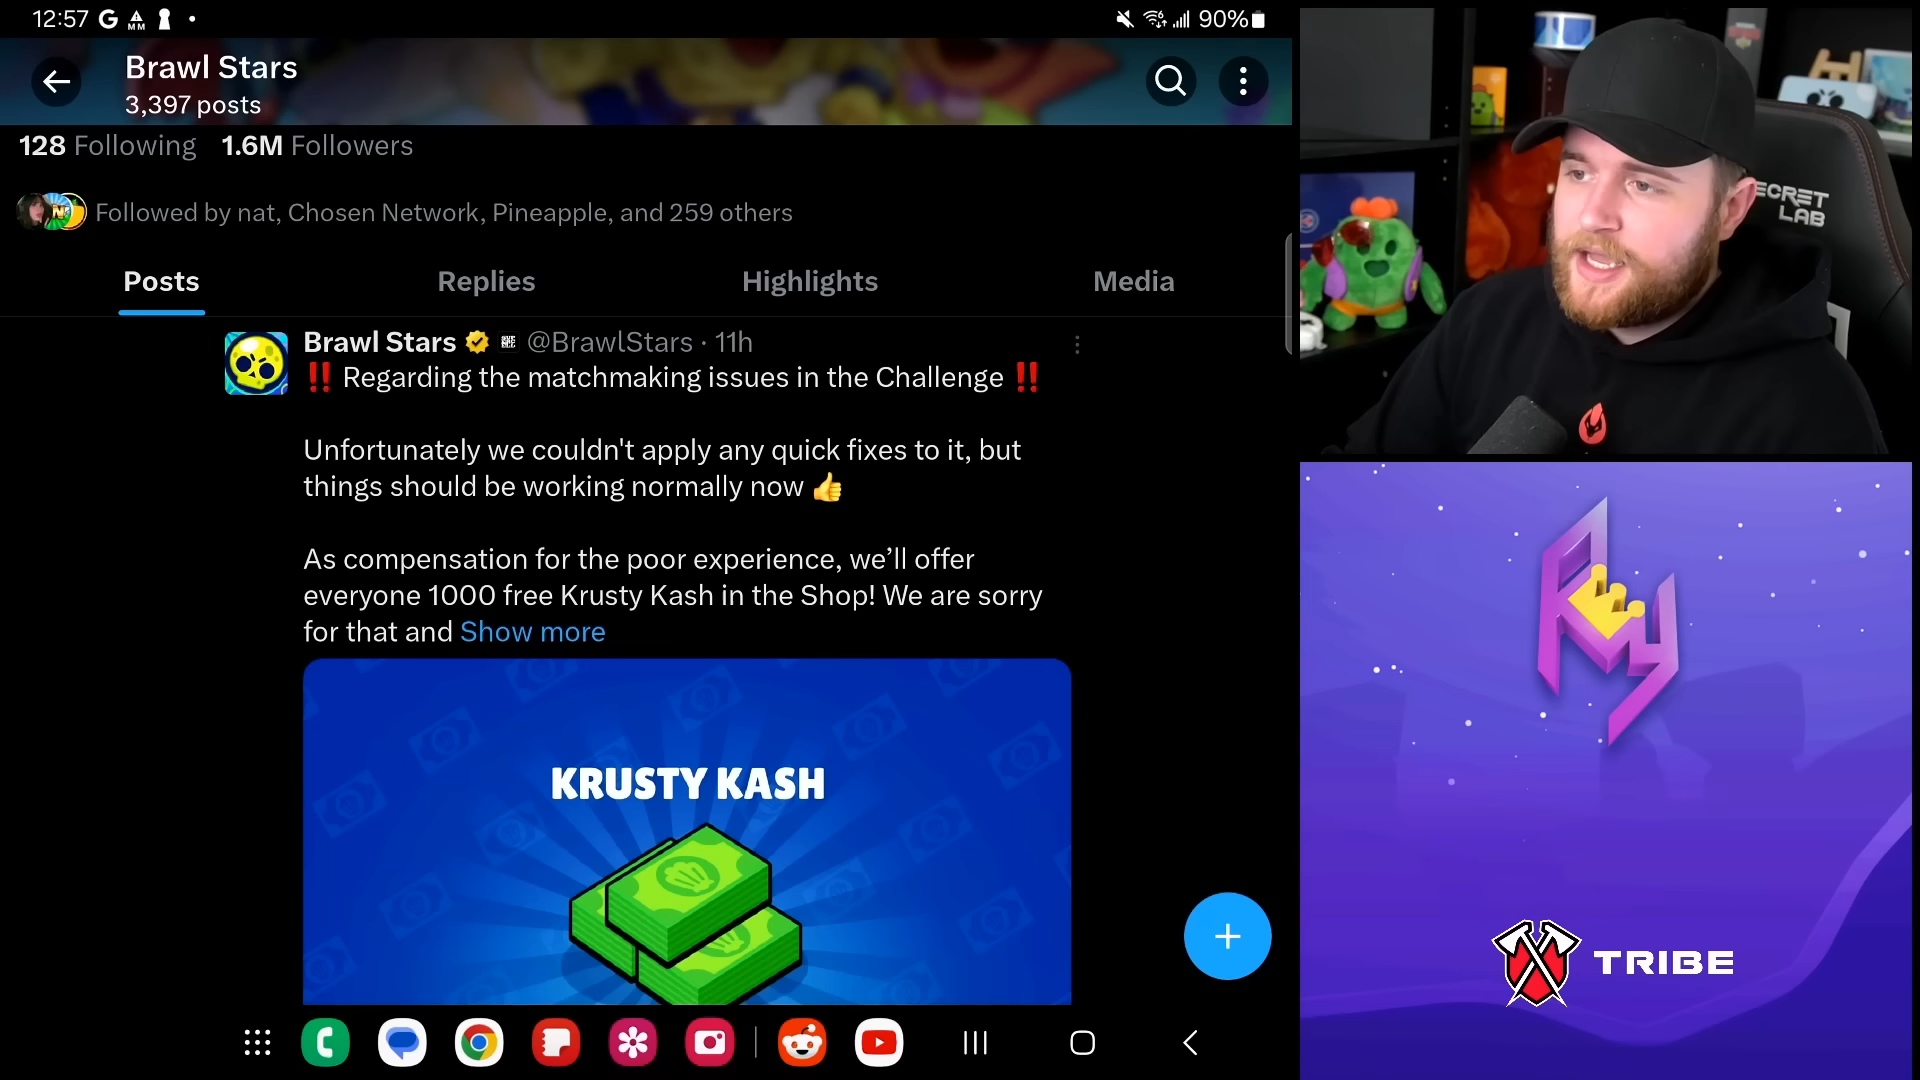 12:57
90%
Brawl Stars
3,397 posts
128 Following 1.6M Followers
Followed by nat, Chosen Network, Pineapple, and 259 others
Posts Replies Highlights Media
Brawl Stars @BrawlStars · 11h
‼️ Regarding the matchmaking issues in the Challenge ‼️
Unfortunately we couldn't apply any quick fixes to it, but
things should be working normally now 👍
As compensation for the poor experience, we’ll offer
everyone 1000 free Krusty Kash in the Shop! We are sorry
for that and Show more
KRUSTY KASH
SECRET
LAB
TRIBE